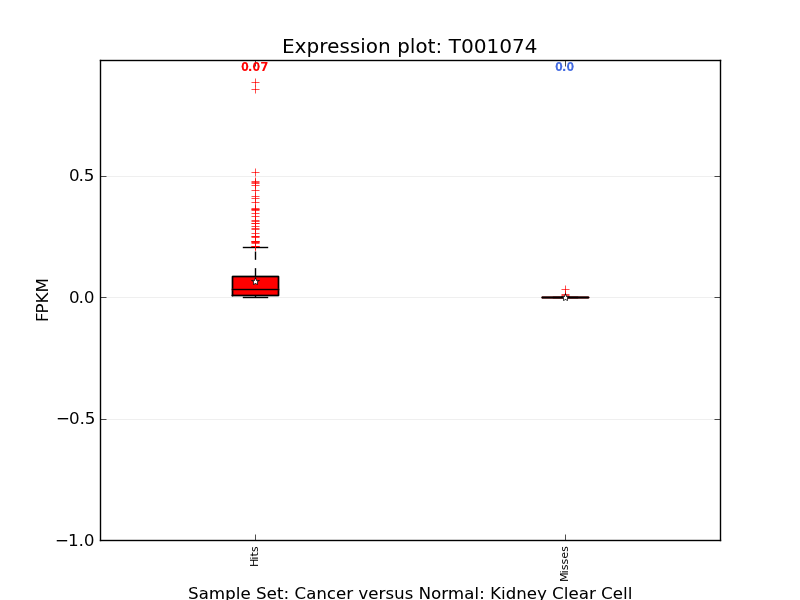 Expression plot: T001074
0.07
0.0
0.5
0.0
−0.5
−1.0
FPKM
Hits
Misses
Sample Set: Cancer versus Normal: Kidney Clear Cell